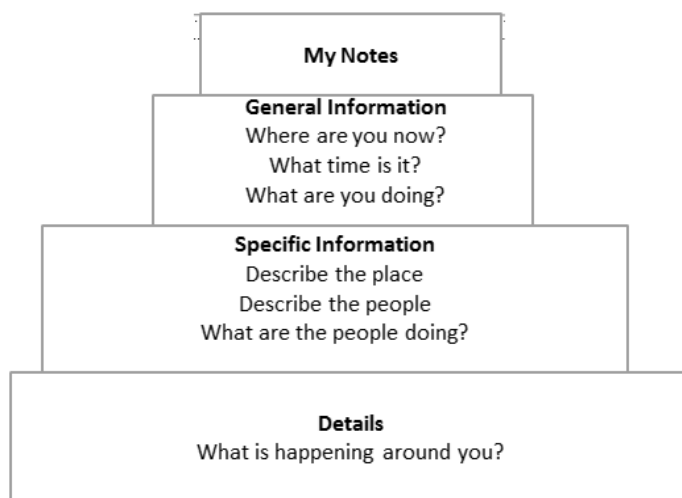 My Notes
General Information
Where are you now?
What time is it?
What are you doing?
Specific Information
Describe the place
Describe the people
What are the people doing?
Details
What is happening around you?